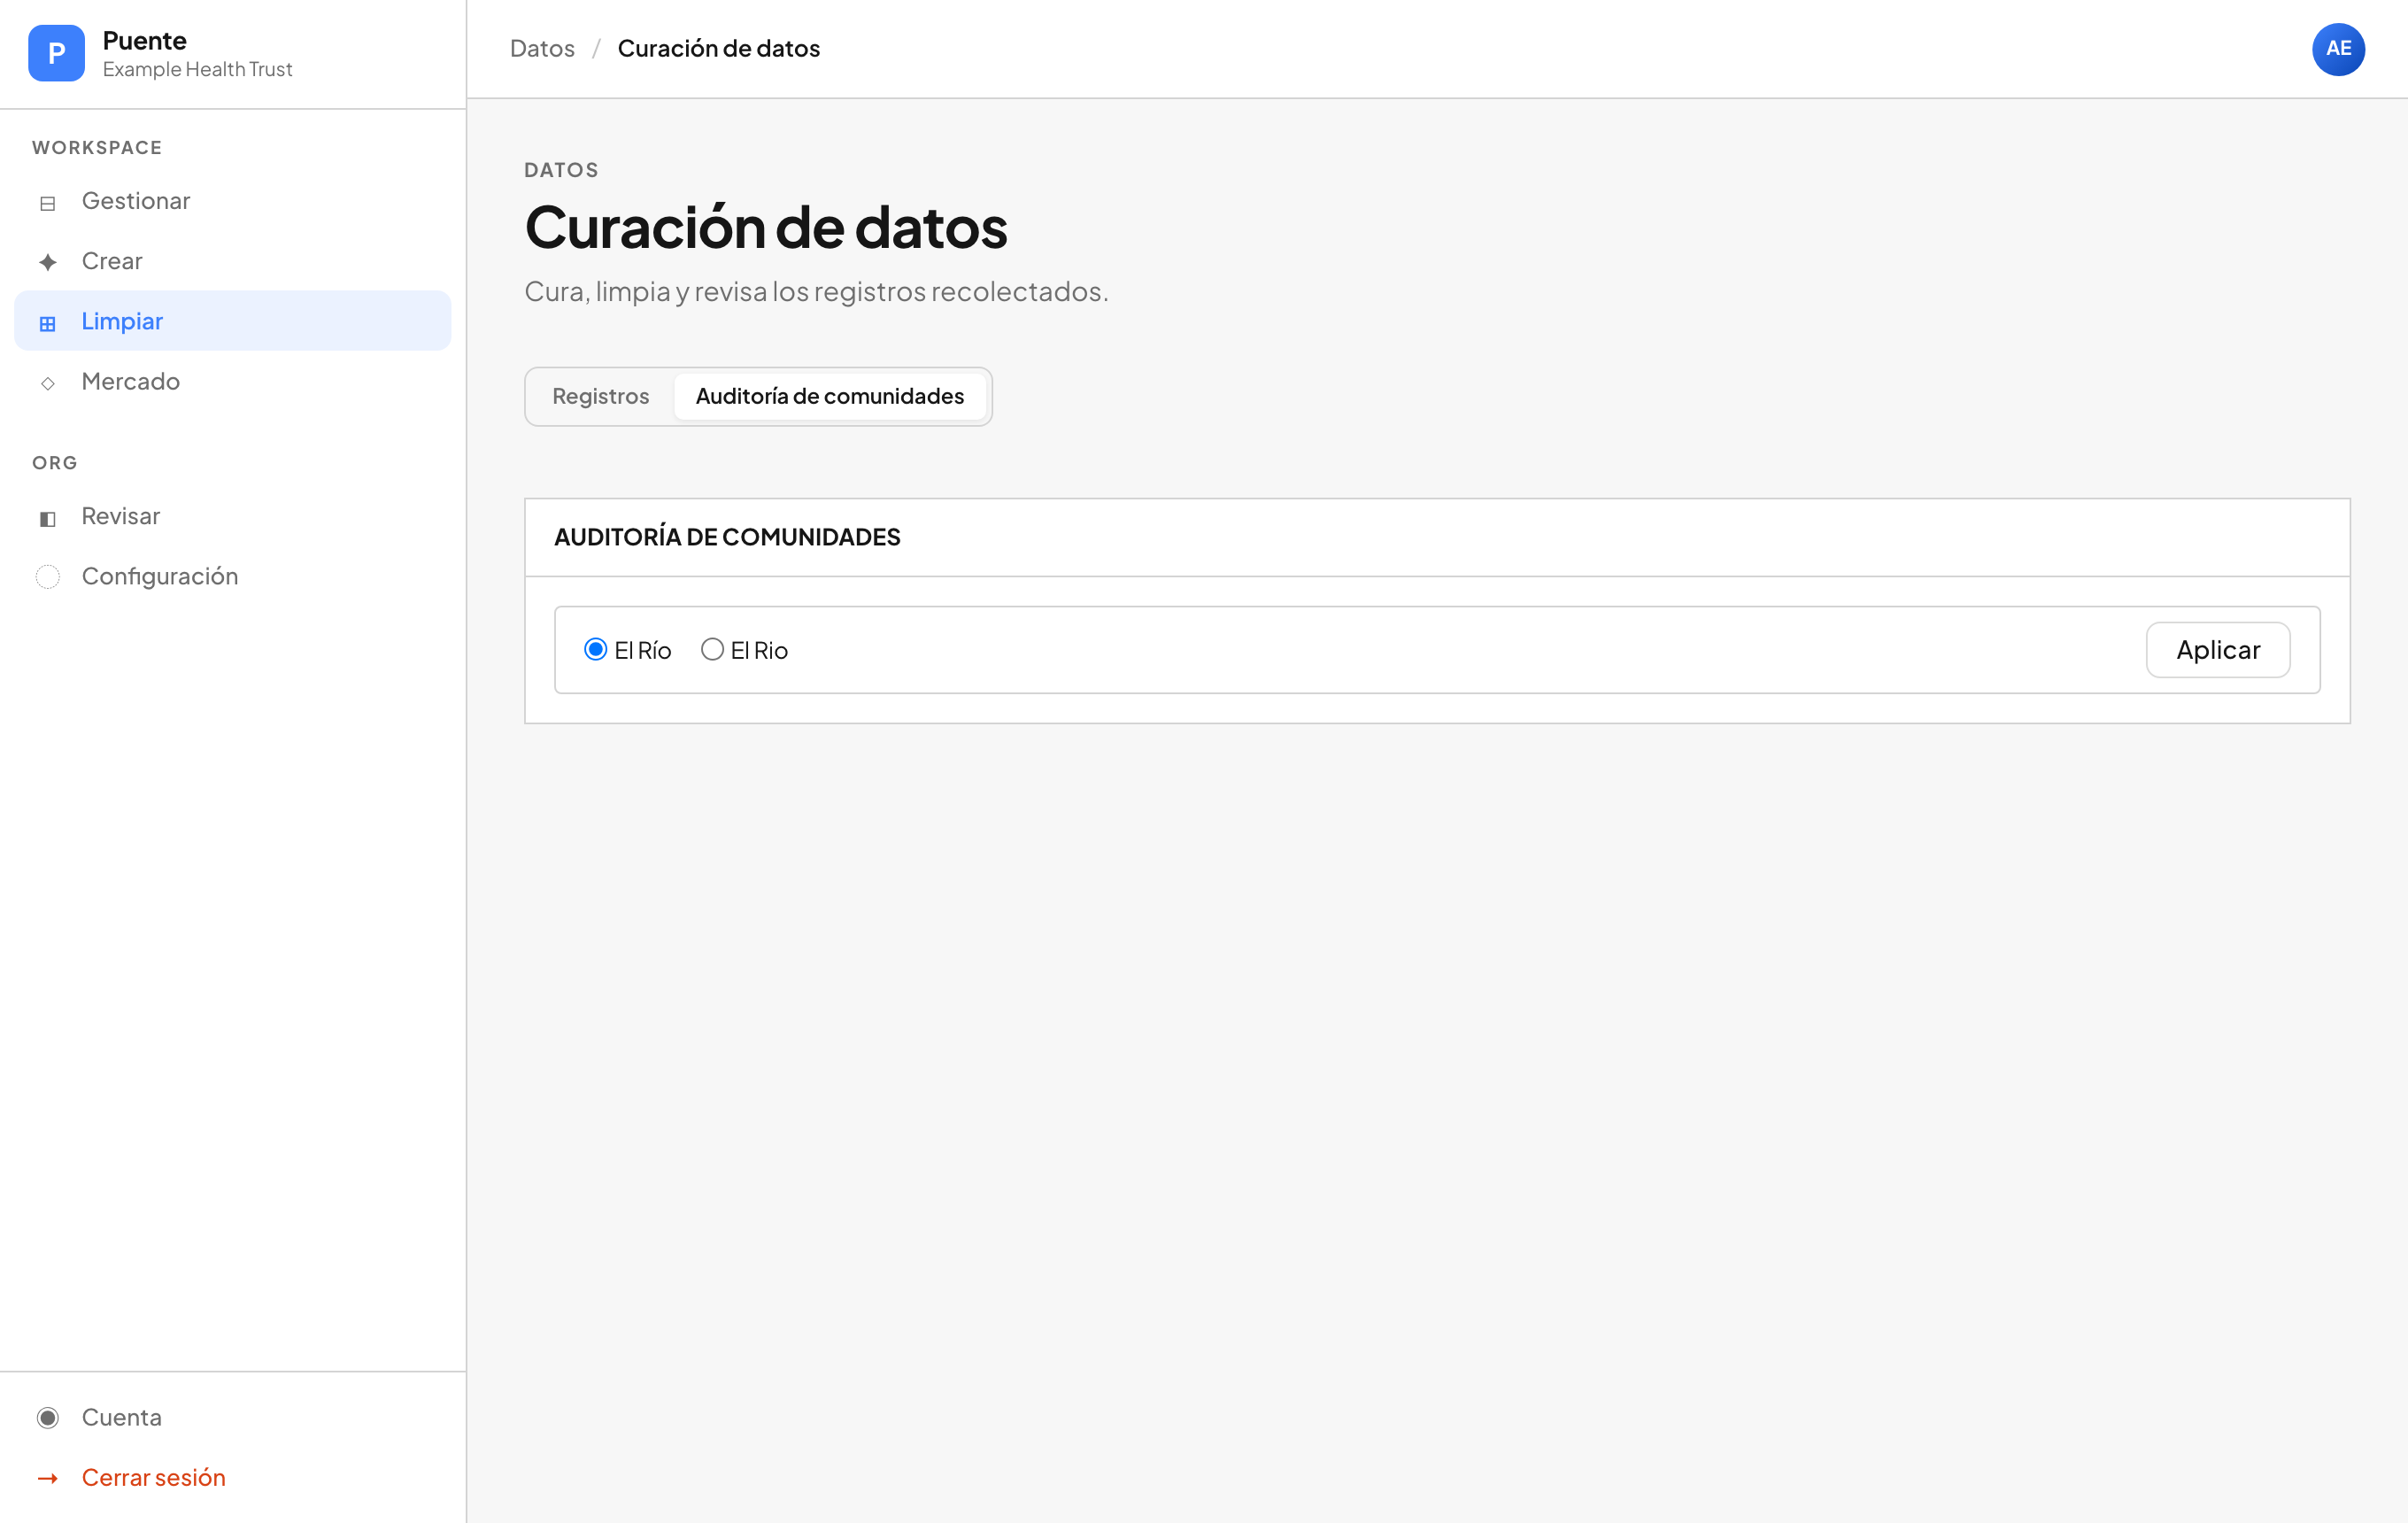 P
Puente
Example Health Trust
WORKSPACE
Gestionar
Crear
Limpiar
Mercado
ORG
Revisar
Configuración
Cuenta
Cerrar sesión
Datos / Curación de datos
AE
DATOS
Curación de datos
Cura, limpia y revisa los registros recolectados.
Registros Auditoría de comunidades
AUDITORÍA DE COMUNIDADES
El Río El Rio Aplicar